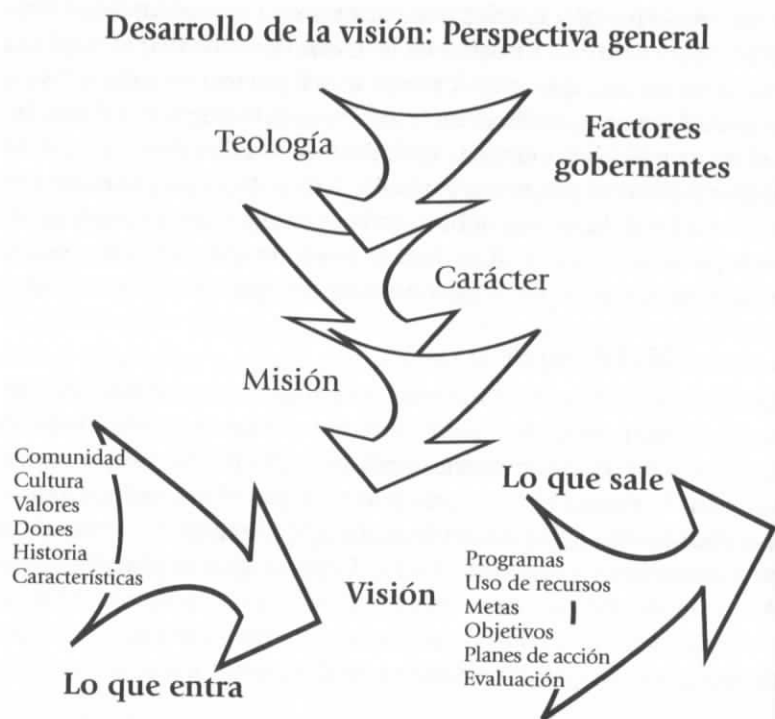 Desarrollo de la visión: Perspectiva general
Teología
Factores
gobernantes
Carácter
Misión
Comunidad
Cultura
Valores
Dones
Historia
Características
Lo que entra
Visión
Lo que sale
Programas
Uso de recursos
Metas
Objetivos
Planes de acción
Evaluación